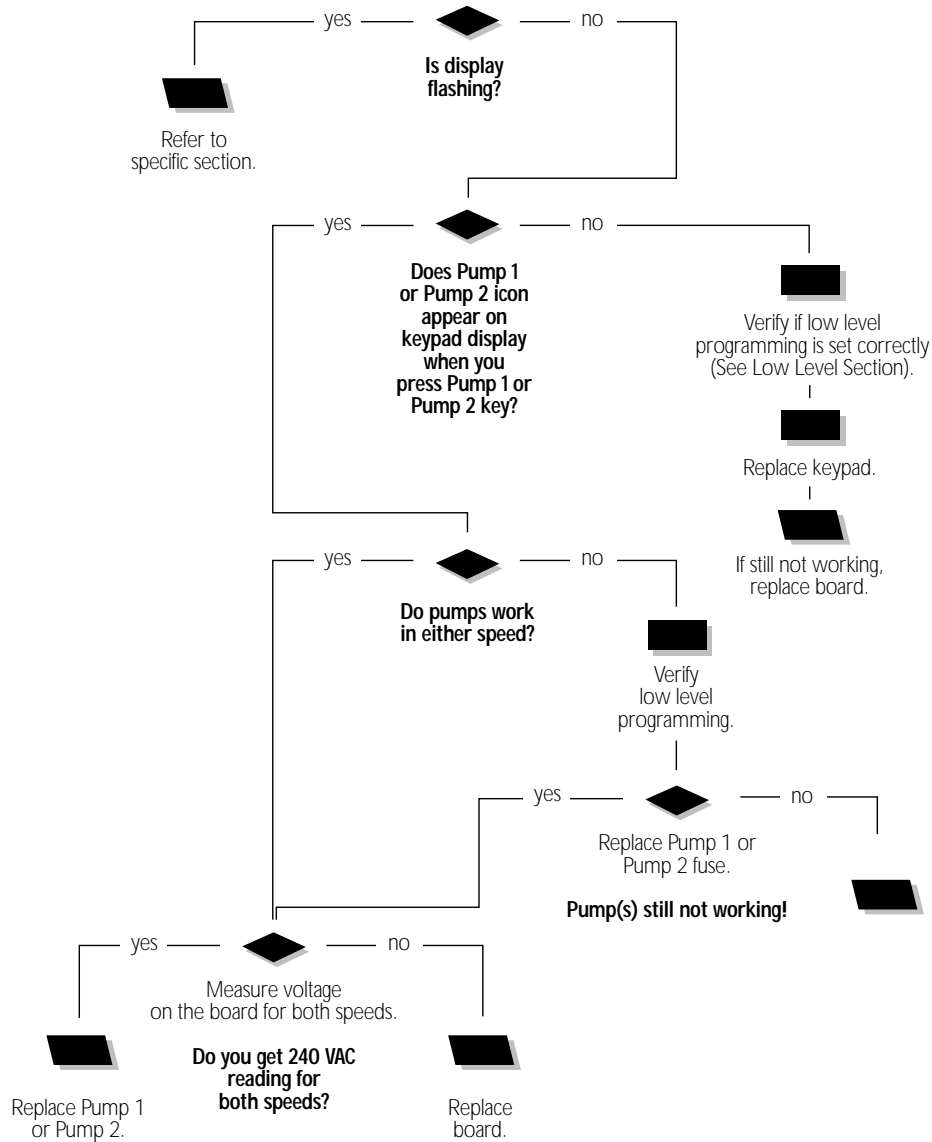 yes
no
Is display
flashing?
Refer to
specific section.
yes
no
Does Pump 1
or Pump 2 icon
appear on
keypad display
when you
press Pump 1 or
Pump 2 key?
Verify if low level
programming is set correctly
(See Low Level Section).
Replace keypad.
If still not working,
replace board.
yes
no
Do pumps work
in either speed?
Verify
low level
programming.
yes
no
Replace Pump 1 or
Pump 2 fuse.
Pump(s) still not working!
yes
no
Measure voltage
on the board for both speeds.
Do you get 240 VAC
reading for
both speeds?
Replace Pump 1
or Pump 2.
Replace
board.